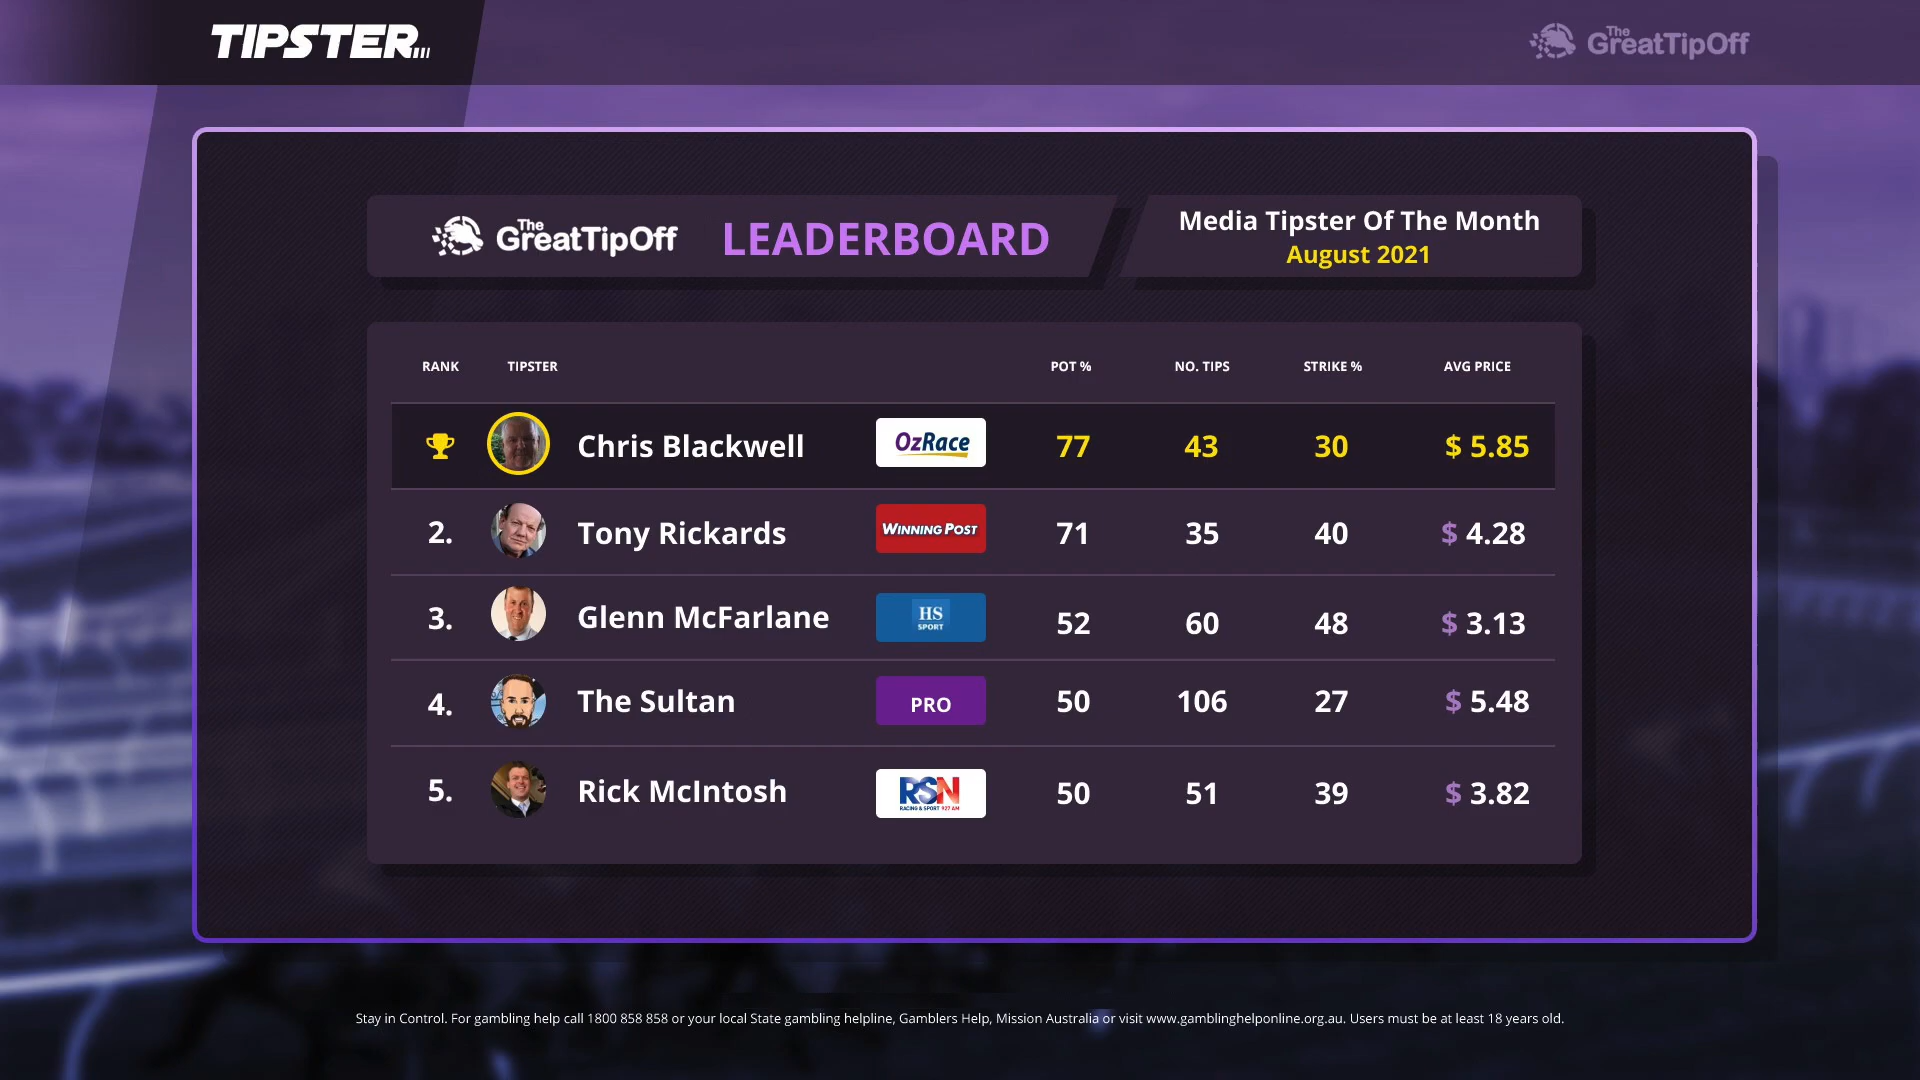 TIPSTER
The GreatTipOff
The GreatTipOff LEADERBOARD
Media Tipster Of The Month
August 2021
RANK TIPSTER POT % NO. TIPS STRIKE % AVG PRICE
Chris Blackwell OzRace 77 43 30 $ 5.85
2. Tony Rickards WINNING POST 71 35 40 $ 4.28
3. Glenn McFarlane HS SPORT 52 60 48 $ 3.13
4. The Sultan PRO 50 106 27 $ 5.48
5. Rick McIntosh RSN RACING & SPORT 927 AM 50 51 39 $ 3.82
Stay in Control. For gambling help call 1800 858 858 or your local State gambling helpline, Gamblers Help, Mission Australia or visit www.gamblinghelponline.org.au. Users must be at least 18 years old.